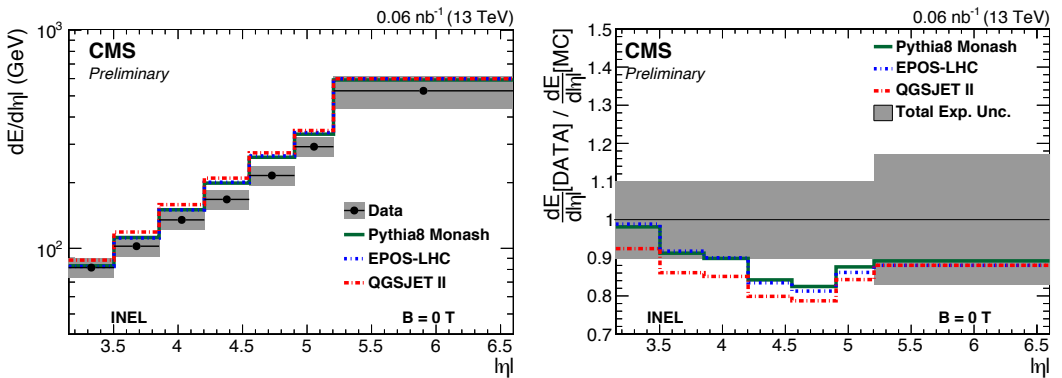 0.06 nb⁻¹ (13 TeV)
dE/d|η| (GeV)
10³
10²
CMS
Preliminary
Data
Pythia8 Monash
EPOS-LHC
QGSJET II
INEL
B = 0 T
3.5 4 4.5 5 5.5 6 6.5
|η|
0.06 nb⁻¹ (13 TeV)
dE/d|η|[DATA] / dE/d|η|[MC]
1.5
1.4
1.3
1.2
1.1
1
0.9
0.8
0.7
CMS
Preliminary
Pythia8 Monash
EPOS-LHC
QGSJET II
Total Exp. Unc.
INEL
B = 0 T
3.5 4 4.5 5 5.5 6 6.5
|η|